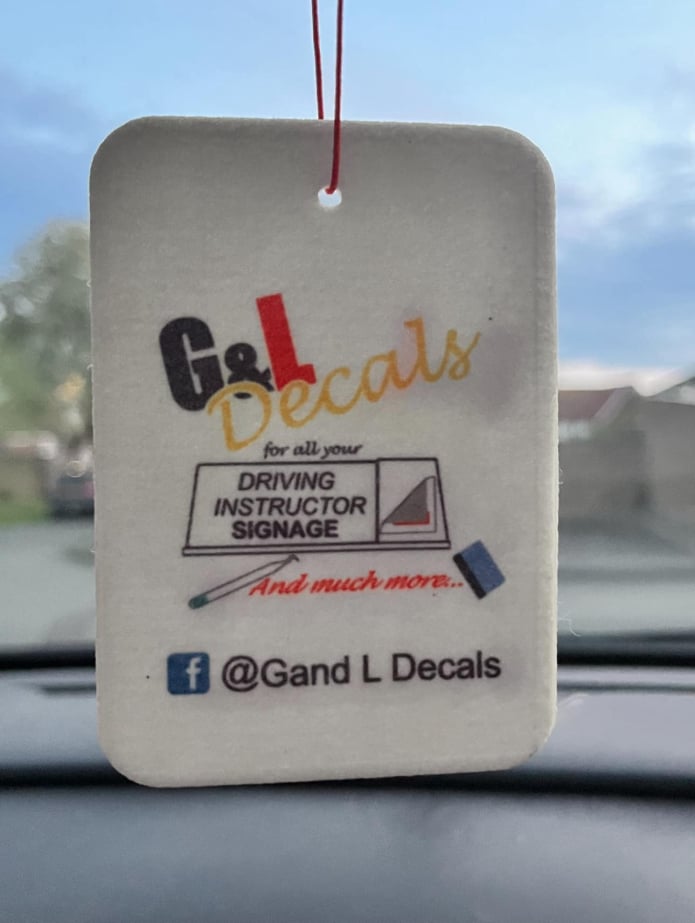 G&L
Decals
for all your
DRIVING
INSTRUCTOR
SIGNAGE
And much more...
f @Gand L Decals